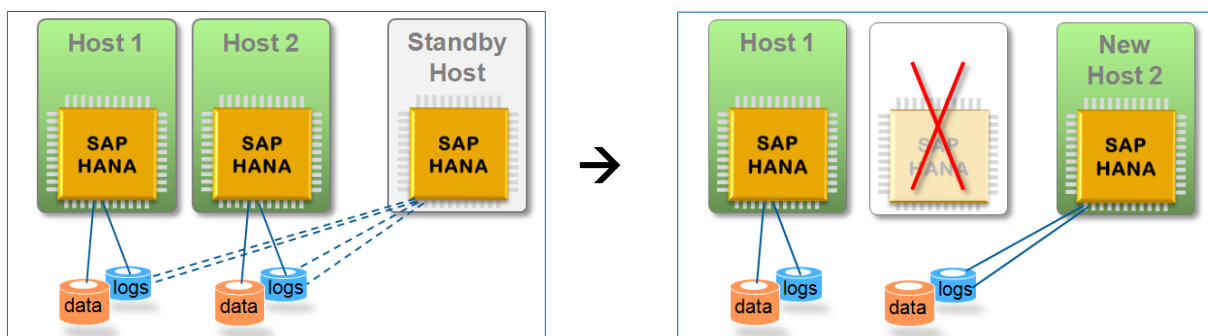 Host 1
Host 2
Standby
Host
SAP
HANA
SAP
HANA
SAP
HANA
data
logs
data
logs
Host 1
New
Host 2
SAP
HANA
SAP
HANA
SAP
HANA
data
logs
data
logs